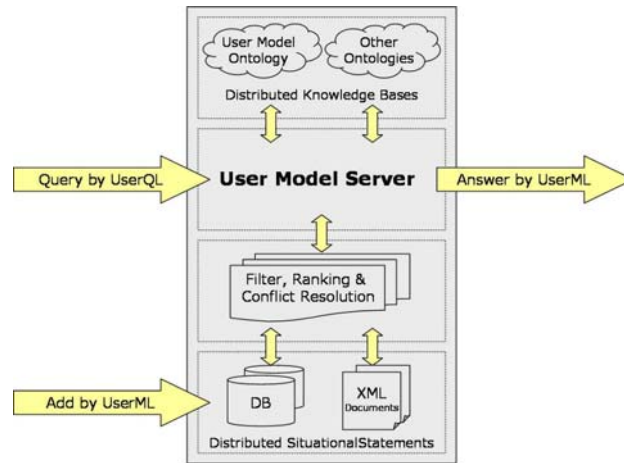 User Model
Ontology
Other
Ontologies
Distributed Knowledge Bases
Query by UserQL
User Model Server
Answer by UserML
Filter, Ranking &
Conflict Resolution
Add by UserML
DB
XML
Documents
Distributed SituationalStatements